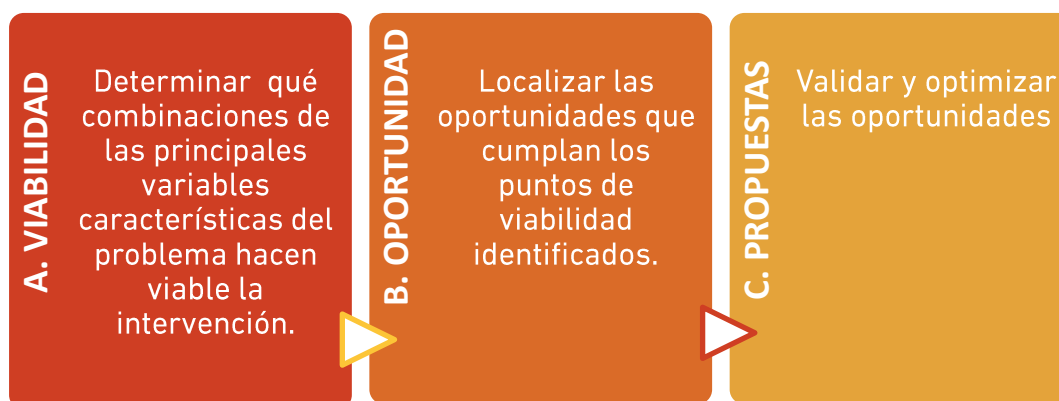 A. VIABILIDAD
Determinar qué
combinaciones de
las principales
variables
características del
problema hacen
viable la
intervención.
B. OPORTUNIDAD
Localizar las
oportunidades que
cumplan los
puntos de
viabilidad
identificados.
C. PROPUESTAS
Validar y optimizar
las oportunidades